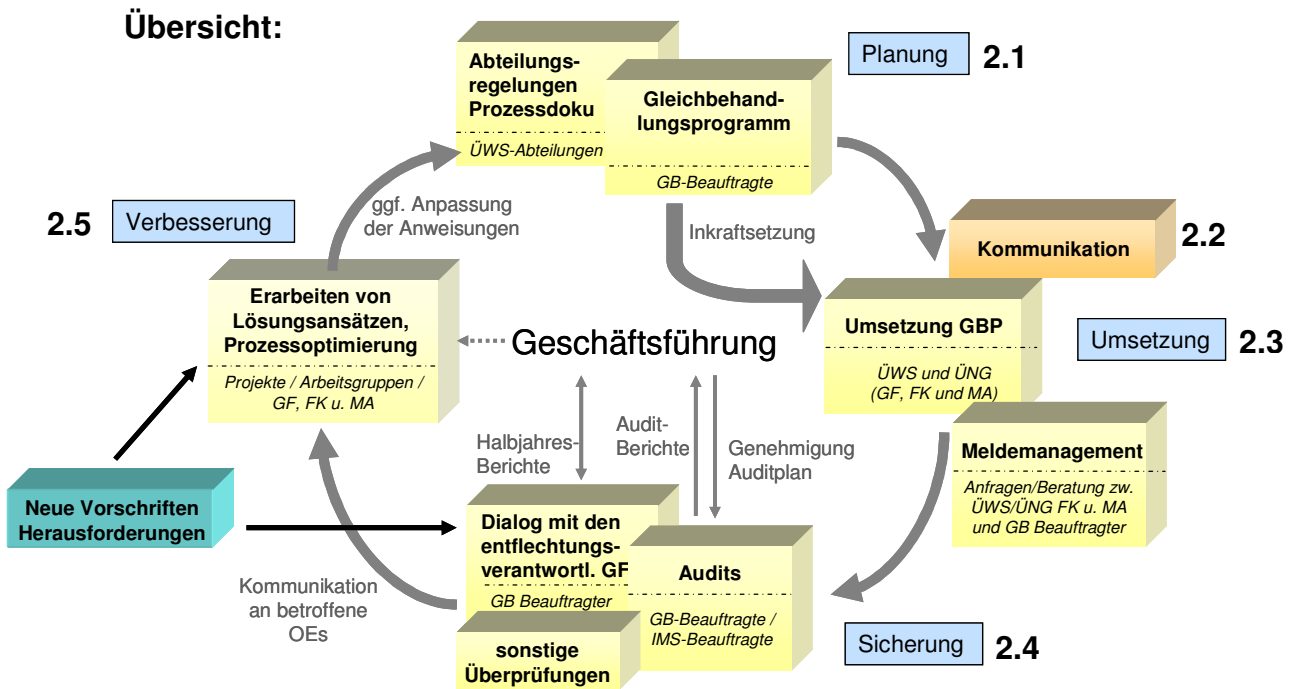 Übersicht:
Abteilungs-
regelungen
Prozessdoku
ÜWS-Abteilungen
Gleichbehand-
lungsprogramm
GB-Beauftragte
Planung
2.1
2.5
Verbesserung
ggf. Anpassung
der Anweisungen
Inkraftsetzung
Kommunikation
2.2
Erarbeiten von
Lösungsansätzen,
Prozessoptimierung
Projekte / Arbeitsgruppen /
GF, FK u. MA
Geschäftsführung
Umsetzung GBP
ÜWS und ÜNG
(GF, FK und MA)
Umsetzung
2.3
Halbjahres-
Berichte
Audit-
Berichte
Genehmigung
Auditplan
Meldemanagement
Anfragen/Beratung zw.
ÜWS/ÜNG FK u. MA
und GB Beauftragter
Neue Vorschriften
Herausforderungen
Dialog mit den
entflechtungs-
verantwortl. GF
GB Beauftragter
Audits
GB-Beauftragte /
IMS-Beauftragte
Kommunikation
an betroffene
OEs
sonstige
Überprüfungen
Sicherung
2.4